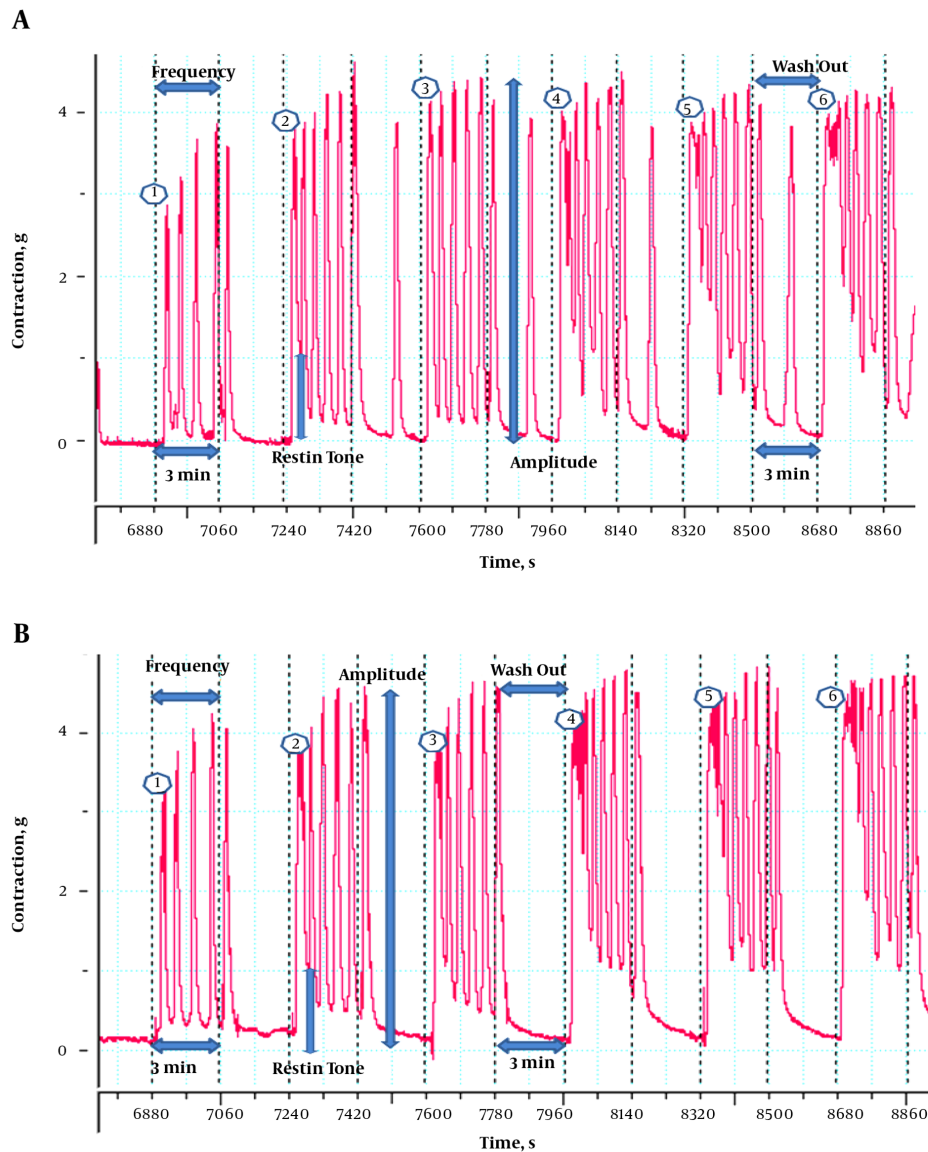 A
Frequency
Wash Out
1
2
3
4
5
6
4
2
0
Contraction, g
Restin Tone
Amplitude
3 min
3 min
6880 7060 7240 7420 7600 7780 7960 8140 8320 8500 8680 8860
Time, s
B
Frequency
Amplitude
Wash Out
1
2
3
4
5
6
4
2
0
Contraction, g
3 min
Restin Tone
3 min
6880 7060 7240 7420 7600 7780 7960 8140 8320 8500 8680 8860
Time, s